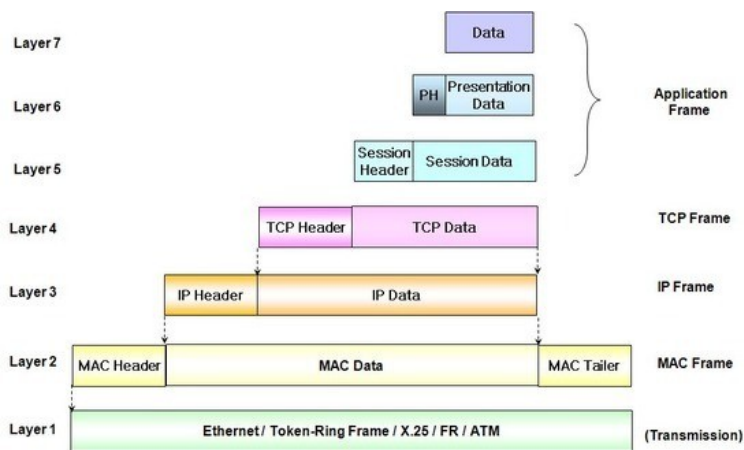 Layer 7
Data
Layer 6
PH
Presentation
Data
Application
Frame
Layer 5
Session
Header
Session Data
Layer 4
TCP Header
TCP Data
TCP Frame
Layer 3
IP Header
IP Data
IP Frame
Layer 2
MAC Header
MAC Data
MAC Tailer
MAC Frame
Layer 1
Ethernet / Token-Ring Frame / X.25 / FR / ATM
(Transmission)